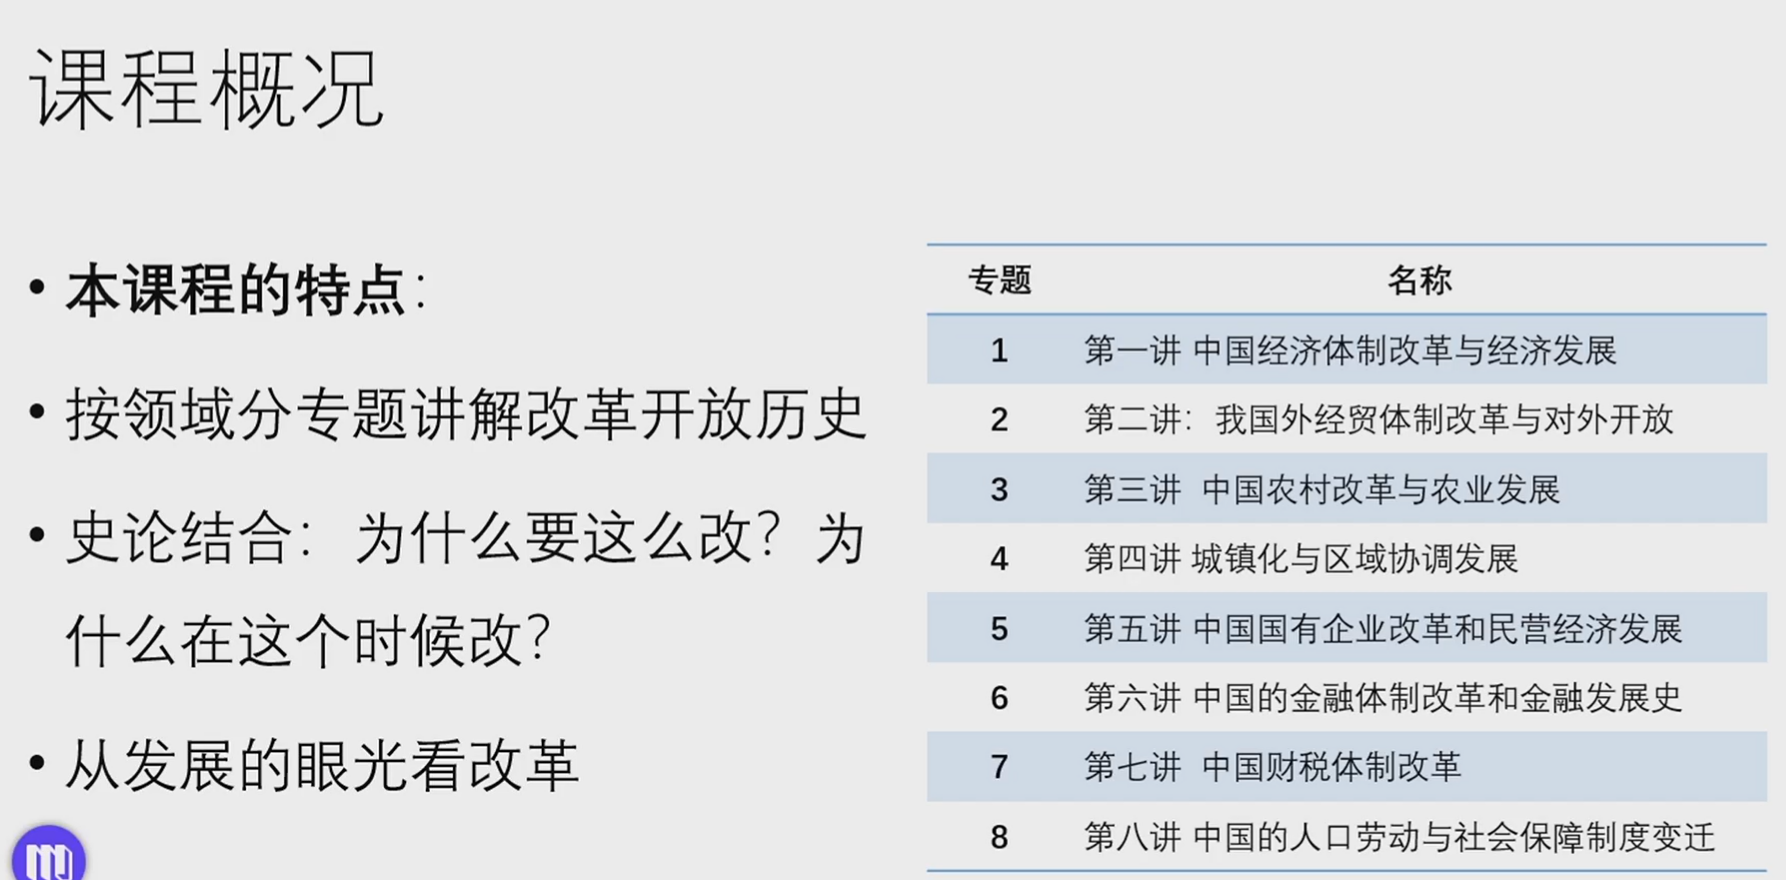 课程概况
• 本课程的特点：
• 按领域分专题讲解改革开放历史
• 史论结合：为什么要这么改？为
什么在这个时候改？
• 从发展的眼光看改革
专题 名称
1 第一讲 中国经济体制改革与经济发展
2 第二讲：我国外经贸体制改革与对外开放
3 第三讲 中国农村改革与农业发展
4 第四讲 城镇化与区域协调发展
5 第五讲 中国国有企业改革和民营经济发展
6 第六讲 中国的金融体制改革和金融发展史
7 第七讲 中国财税体制改革
8 第八讲 中国的人口劳动与社会保障制度变迁